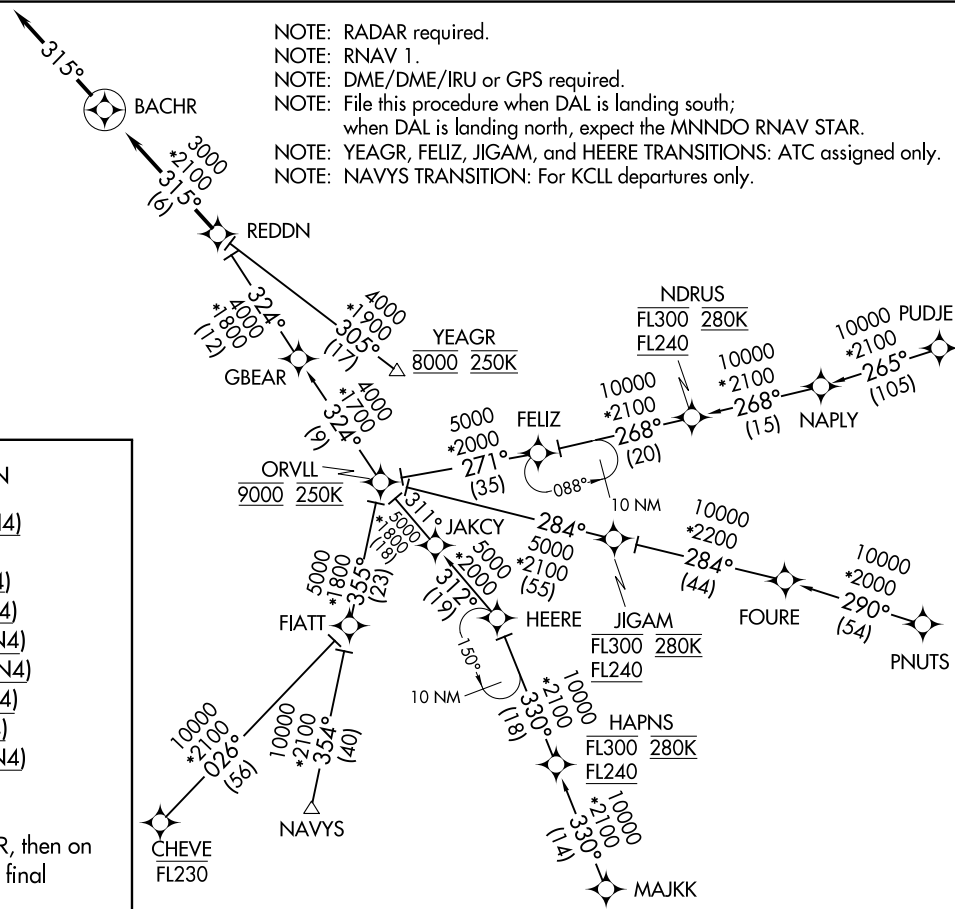 NOTE: RADAR required.
NOTE: RNAV 1.
NOTE: DME/DME/IRU or GPS required.
NOTE: File this procedure when DAL is landing south;
when DAL is landing north, expect the MNNDO RNAV STAR.
NOTE: YEAGR, FELIZ, JIGAM, and HEERE TRANSITIONS: ATC assigned only.
NOTE: NAVYS TRANSITION: For KCLL departures only.
315°
BACHR
3000
*2100
315°
(6)
REDDN
4000
*1800
324°
(12)
4000
*1900
305°
(17)
YEAGR
8000 250K
GBEAR
4000
*1700
324°
(9)
ORVLL
9000 250K
NDRUS
FL300 280K
FL240
PUDJE
10000
*2100
265°
(105)
NAPLY
10000
*2100
268°
(15)
10000
*2100
268°
(20)
FELIZ
088°
10 NM
5000
*2000
271°
(35)
284°
5000
*2100
(55)
JIGAM
FL300 280K
FL240
10000
*2200
284°
(44)
FOURE
10000
*2000
290°
(54)
PNUTS
311°
5000
*1800
(18)
JAKCY
5000
*2000
312°
(19)
HEERE
150°
10 NM
10000
*2100
330°
(18)
HAPNS
FL300 280K
FL240
10000
*2100
330°
(14)
MAJKK
5000
*1800
355°
(23)
FIATT
10000
*2100
026°
(56)
CHEVE
FL230
10000
*2100
354°
(40)
NAVYS
N
4)
4)
4)
N4)
N4)
4)
)
N4)
R, then on
final